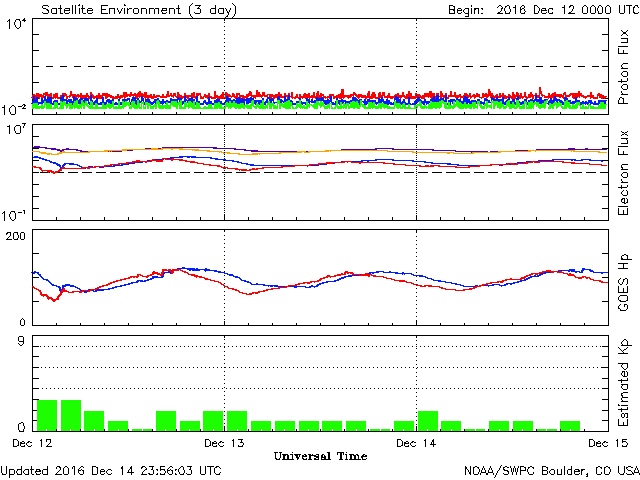 Satellite Environment (3 day) Begin: 2016 Dec 12 0000 UTC
10⁴
Proton Flux
10⁻²
10⁷
Electron Flux
10⁻¹
200
GOES Hp
0
9
Estimated Kp
0
Dec 12 Dec 13 Dec 14 Dec 15
Universal Time
Updated 2016 Dec 14 23:56:03 UTC NOAA/SWPC Boulder, CO USA